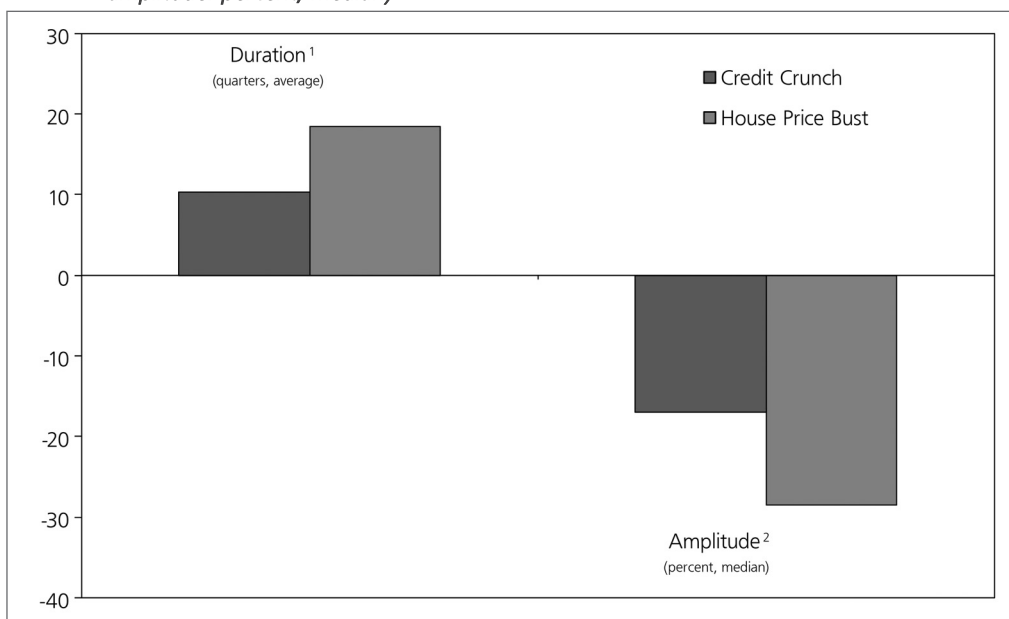 30
Duration 1
(quarters, average)
Credit Crunch
20
House Price Bust
10
0
-10
-20
-30
Amplitude 2
(percent, median)
-40